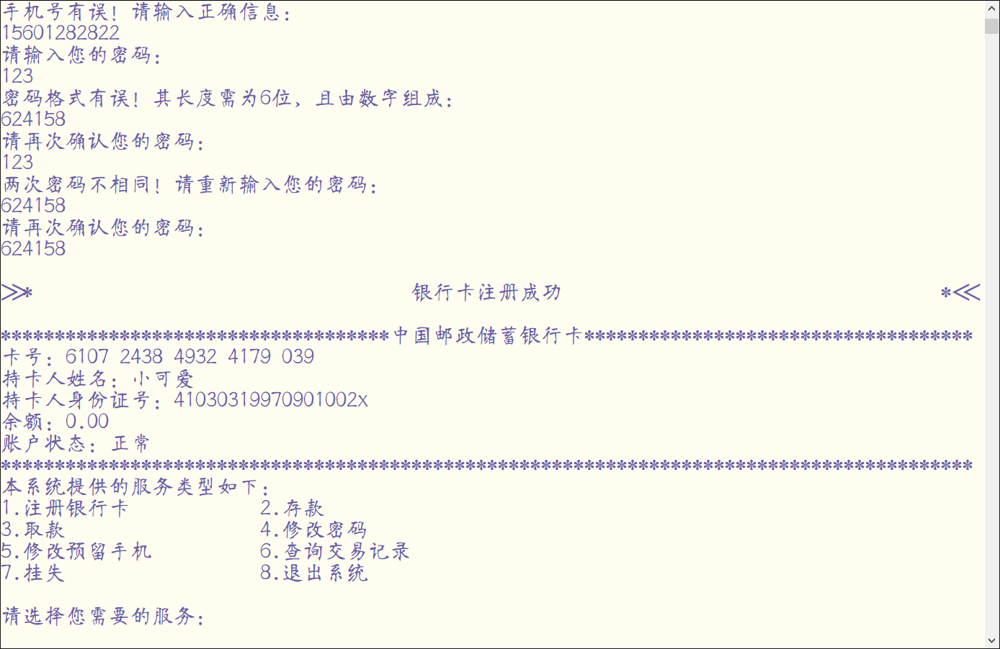 手机号有误！请输入正确信息：
15601282822
请输入您的密码：
123
密码格式有误！其长度需为6位，且由数字组成：
624158
请再次确认您的密码：
123
两次密码不相同！请重新输入您的密码：
624158
请再次确认您的密码：
624158
>>* 银行卡注册成功 *<<
************************************中国邮政储蓄银行卡************************************
卡号：6107 2438 4932 4179 039
持卡人姓名：小可爱
持卡人身份证号：41030319970901002x
余额：0.00
账户状态：正常
******************************************************************************************
本系统提供的服务类型如下：
1.注册银行卡 2.存款
3.取款 4.修改密码
5.修改预留手机 6.查询交易记录
7.挂失 8.退出系统
请选择您需要的服务：